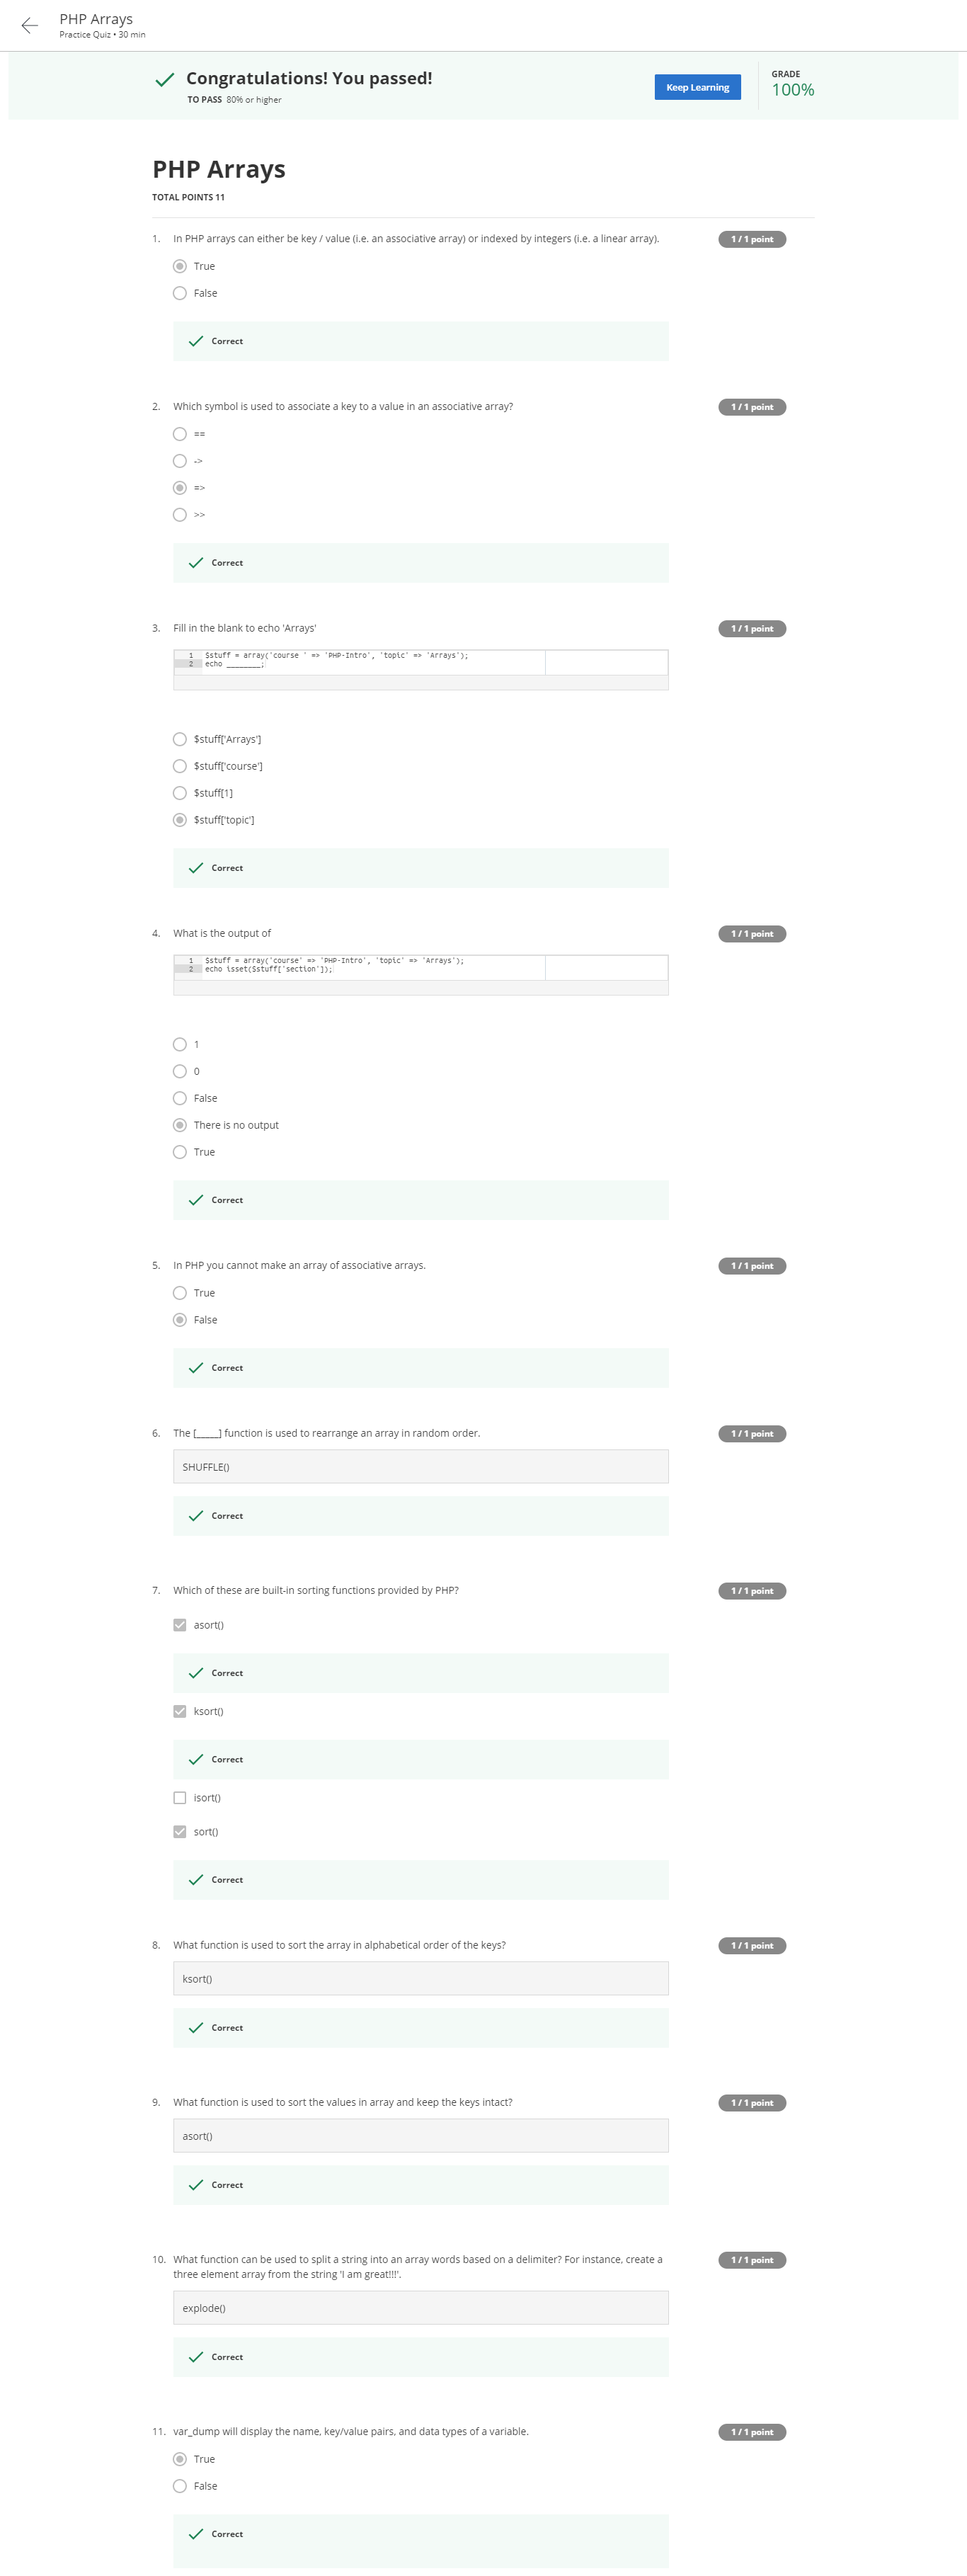 PHP Arrays
Practice Quiz • 30 min
Congratulations! You passed!
TO PASS 80% or higher
Keep Learning
GRADE
100%
PHP Arrays
TOTAL POINTS 11
1. In PHP arrays can either be key / value (i.e. an associative array) or indexed by integers (i.e. a linear array).
1 / 1 point
True
False
Correct
2. Which symbol is used to associate a key to a value in an associative array?
1 / 1 point
==
->
=>
>>
Correct
3. Fill in the blank to echo 'Arrays'
1 / 1 point
1 $stuff = array('course ' => 'PHP-Intro', 'topic' => 'Arrays');
2 echo ________;
$stuff['Arrays']
$stuff['course']
$stuff[1]
$stuff['topic']
Correct
4. What is the output of
1 / 1 point
1 $stuff = array('course' => 'PHP-Intro', 'topic' => 'Arrays');
2 echo isset($stuff['section']);
1
0
False
There is no output
True
Correct
5. In PHP you cannot make an array of associative arrays.
1 / 1 point
True
False
Correct
6. The [_____] function is used to rearrange an array in random order.
1 / 1 point
SHUFFLE()
Correct
7. Which of these are built-in sorting functions provided by PHP?
1 / 1 point
asort()
Correct
ksort()
Correct
isort()
sort()
Correct
8. What function is used to sort the array in alphabetical order of the keys?
1 / 1 point
ksort()
Correct
9. What function is used to sort the values in array and keep the keys intact?
1 / 1 point
asort()
Correct
10. What function can be used to split a string into an array words based on a delimiter? For instance, create a
three element array from the string 'I am great!!!'.
1 / 1 point
explode()
Correct
11. var_dump will display the name, key/value pairs, and data types of a variable.
1 / 1 point
True
False
Correct